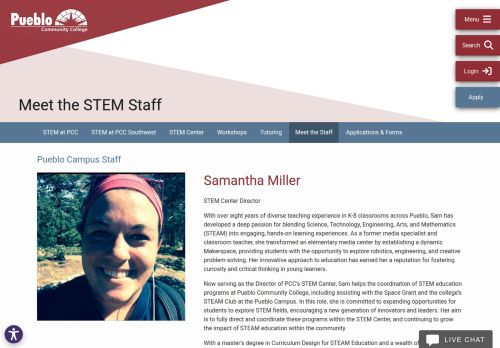 Pueblo
Community College
Menu
Search
Login
Apply
Meet the STEM Staff
STEM at PCC
STEM at PCC Southwest
STEM Center
Workshops
Tutoring
Meet the Staff
Applications & Forms
Pueblo Campus Staff
Samantha Miller
STEM Center Director
With over eight years of diverse teaching experience in K-8 classrooms across Pueblo, Sam has
developed a deep passion for blending Science, Technology, Engineering, Arts, and Mathematics
(STEAM) into engaging, hands-on learning experiences. As a former media specialist and
classroom teacher, she transformed an elementary media center by establishing a dynamic
Makerspace, providing students with the opportunity to explore robotics, engineering, and creative
problem-solving. Her innovative approach to education has earned her a reputation for fostering
curiosity and critical thinking in young learners.
Now serving as the Director of PCC's STEM Center, Sam helps the coordination of STEM education
programs at Pueblo Community College, including assisting with the Space Grant and the college's
STEAM Club at the Pueblo Campus. In this role, she is committed to expanding opportunities for
students to explore STEM fields, encouraging a new generation of innovators and leaders. Her aim
is to fully direct and coordinate these programs within the STEM Center, and continuing to grow
the impact of STEAM education within the community.
With a master's degree in Curriculum Design for STEAM Education and a wealth of
LIVE CHAT